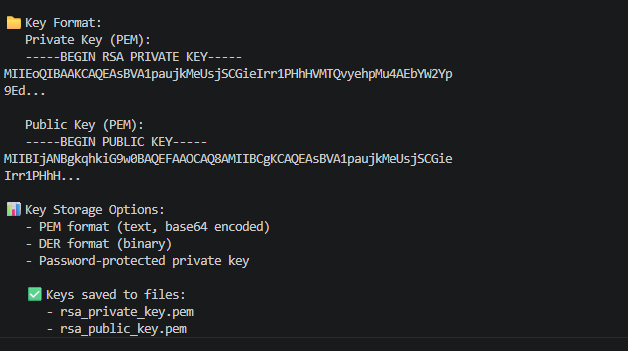 📁 Key Format:
Private Key (PEM):
-----BEGIN RSA PRIVATE KEY-----
MIIEoQIBAAKCAQEAsBVA1paujkMeUsjSCGieIrr1PHhHVMTQvyehpMu4AEbYW2Yp
9Ed...
Public Key (PEM):
-----BEGIN PUBLIC KEY-----
MIIBIjANBgkqhkiG9w0BAQEFAAOCAQ8AMIIBCgKCAQEAsBVA1paujkMeUsjSCGie
Irr1PHhH...
📊 Key Storage Options:
- PEM format (text, base64 encoded)
- DER format (binary)
- Password-protected private key
✅ Keys saved to files:
- rsa_private_key.pem
- rsa_public_key.pem